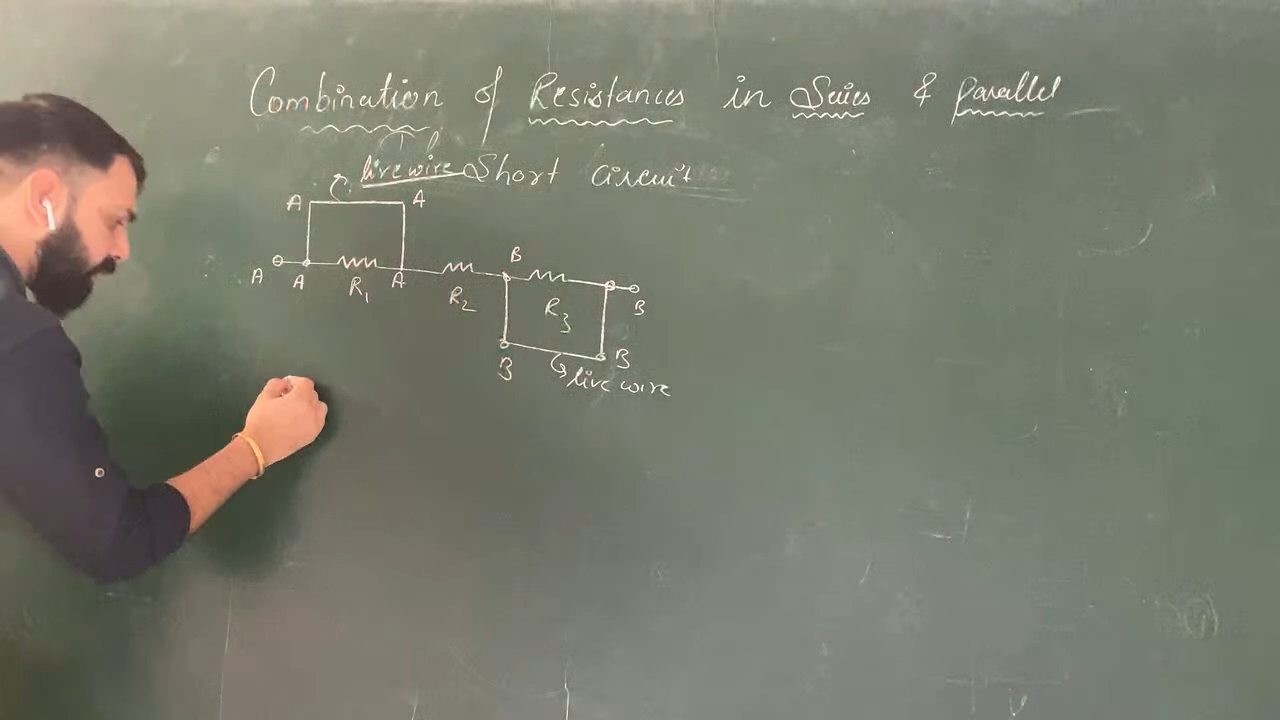 Combination of Resistances in Series & Parallel
live wire Short Circuit
A A
B
A A R1 A R2 R3 B
B B
live wire